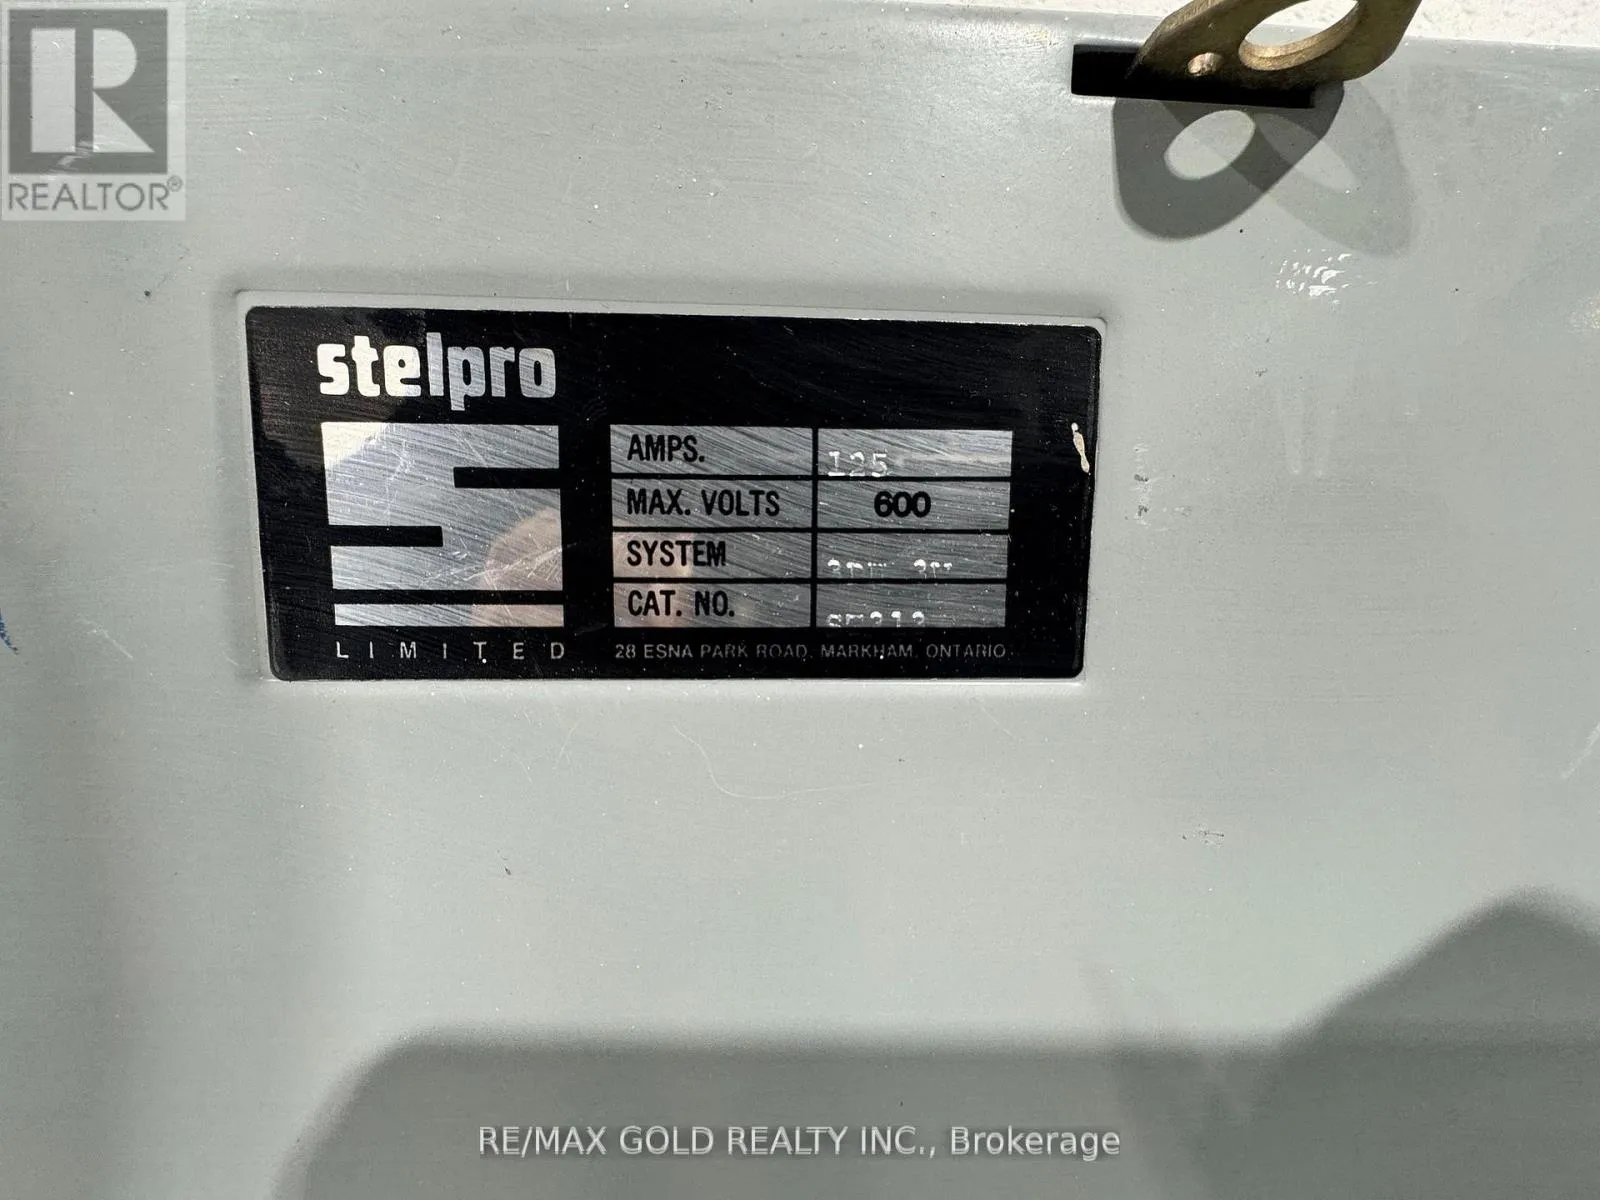 R
REALTOR®
stelpro
AMPS. 125
MAX. VOLTS 600
SYSTEM
CAT. NO.
LIMITED
28 ESNA PARK ROAD, MARKHAM, ONTARIO
RE/MAX GOLD REALTY INC., Brokerage